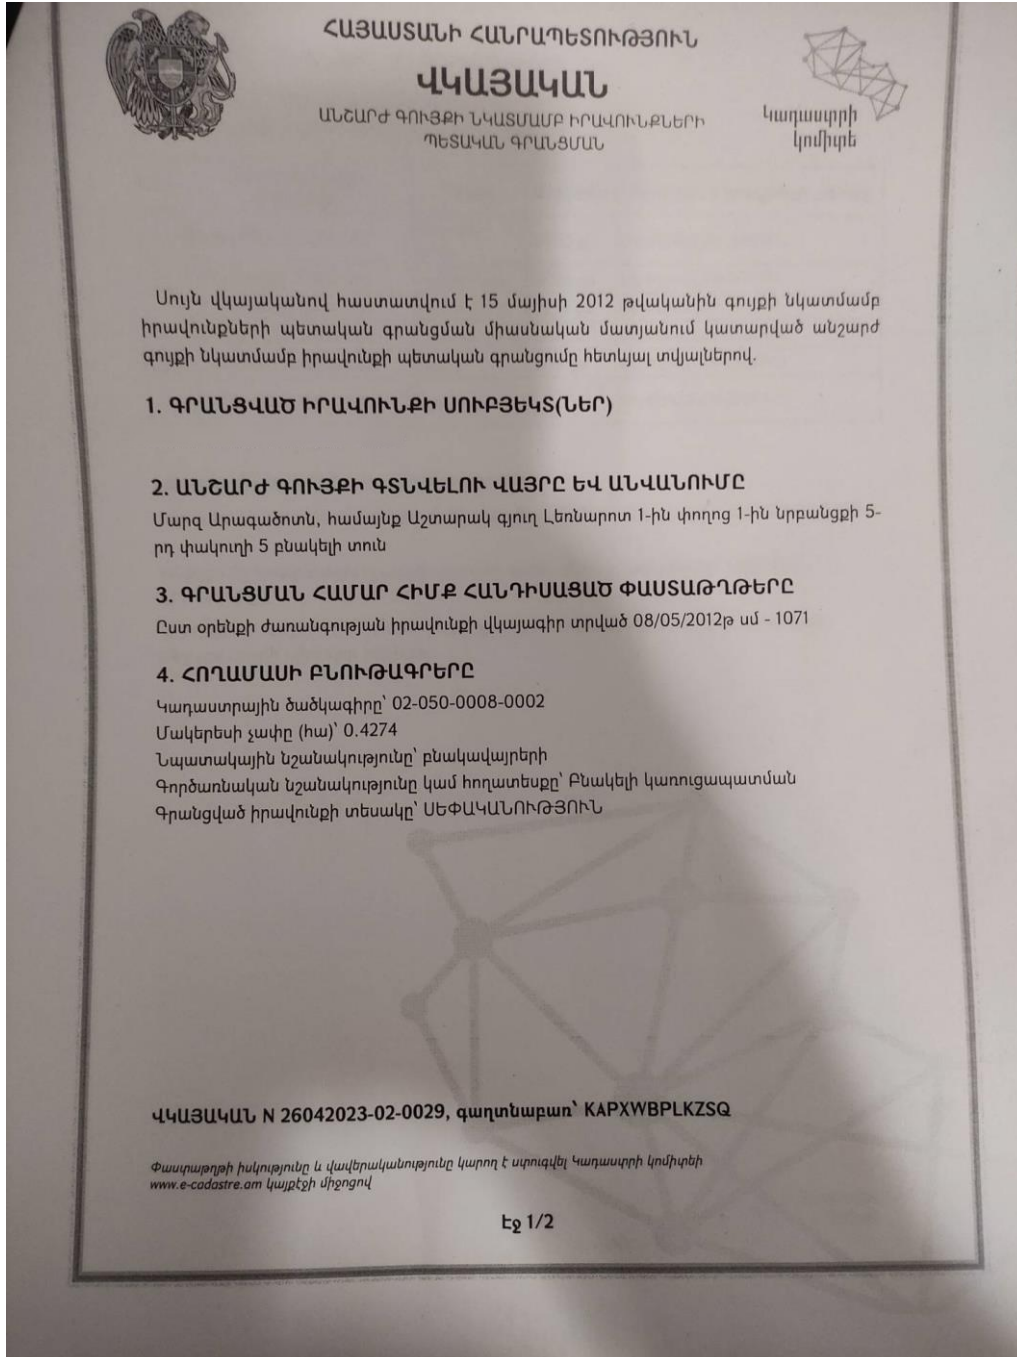 ՀԱՅԱՍՏԱՆԻ ՀԱՆՐԱՊԵՏՈՒԹՅՈՒՆ
ՎԿԱՅԱԿԱՆ
ԱՆՇԱՐԺ ԳՈՒՅՔԻ ՆԿԱՏՄԱՄԲ ԻՐԱՎՈՒՆՔՆԵՐԻ
ՊԵՏԱԿԱՆ ԳՐԱՆՑՄԱՆ
Կադաստրի
կոմիտե
Սույն վկայականով հաստատվում է 15 մայիսի 2012 թվականին գույքի նկատմամբ
իրավունքների պետական գրանցման միասնական մատյանում կատարված անշարժ
գույքի նկատմամբ իրավունքի պետական գրանցումը հետևյալ տվյալներով.
1. ԳՐԱՆՑՎԱԾ ԻՐԱՎՈՒՆՔԻ ՍՈՒԲՅԵԿՏ(ՆԵՐ)
2. ԱՆՇԱՐԺ ԳՈՒՅՔԻ ԳՏՆՎԵԼՈՒ ՎԱՅՐԸ ԵՎ ԱՆՎԱՆՈՒՄԸ
Մարզ Արագածոտն, համայնք Աշտարակ գյուղ Լեռնարոտ 1-ին փողոց 1-ին նրբանցքի 5-
րդ փակուղի 5 բնակելի տուն
3. ԳՐԱՆՑՄԱՆ ՀԱՄԱՐ ՀԻՄՔ ՀԱՆԴԻՍԱՑԱԾ ՓԱՍՏԱԹՂԹԵՐԸ
Ըստ օրենքի ժառանգության իրավունքի վկայագիր տրված 08/05/2012թ սմ - 1071
4. ՀՈՂԱՄԱՍԻ ԲՆՈՒԹԱԳՐԵՐԸ
Կադաստրային ծածկագիրը՝ 02-050-0008-0002
Մակերեսի չափը (հա)՝ 0.4274
Նպատակային նշանակությունը՝ բնակավայրերի
Գործառնական նշանակությունը կամ հողատեսքը՝ Բնակելի կառուցապատման
Գրանցված իրավունքի տեսակը՝ ՍԵՓԱԿԱՆՈՒԹՅՈՒՆ
ՎԿԱՅԱԿԱՆ N 26042023-02-0029, գաղտնաբառ՝ KAPXWBPLKZSQ
Փաստաթղթի իսկությունը և վավերականությունը կարող է ստուգվել Կադաստրի կոմիտեի
www.e-cadastre.am կայքէջի միջոցով
Էջ 1/2